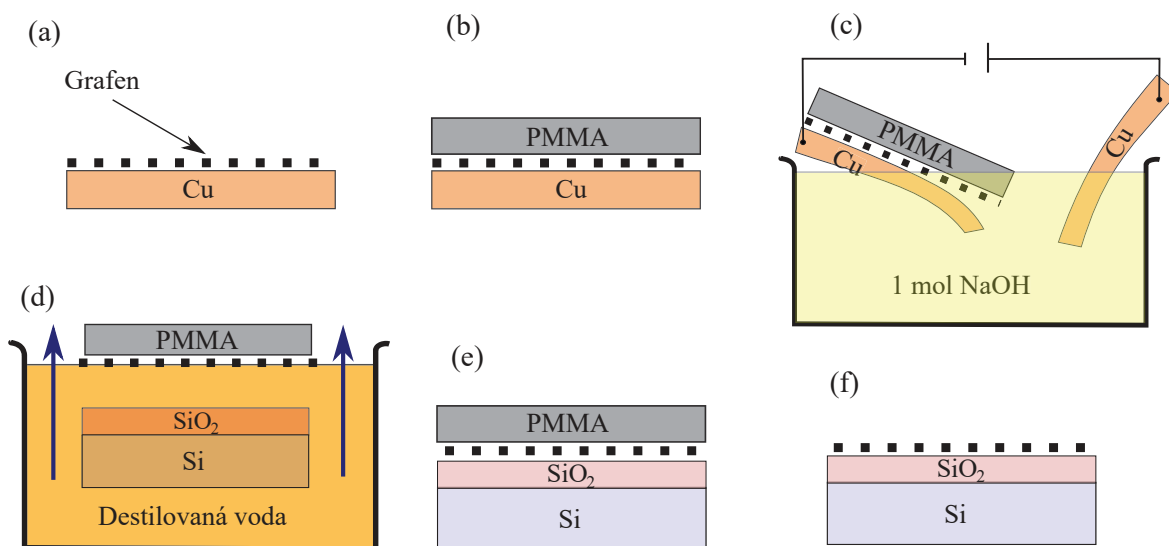 (a)
Grafen
Cu
(b)
PMMA
Cu
(c)
PMMA
Cu
Cu
1 mol NaOH
(d)
PMMA
SiO₂
Si
Destilovaná voda
(e)
PMMA
SiO₂
Si
(f)
SiO₂
Si